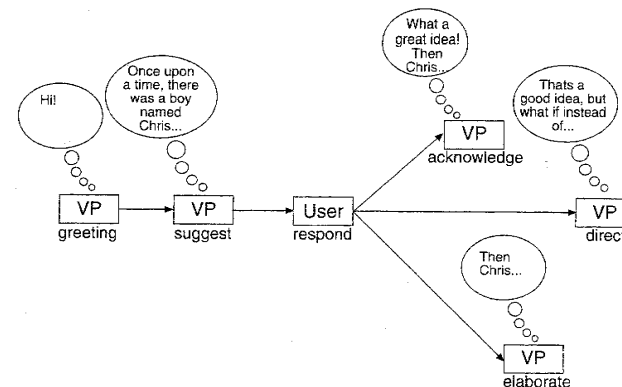 Hi!
VP
greeting
Once upon
a time, there
was a boy
named
Chris...
VP
suggest
User
respond
What a
great idea!
Then
Chris...
VP
acknowledge
Thats a
good idea, but
what if instead
of...
VP
direct
Then
Chris...
VP
elaborate